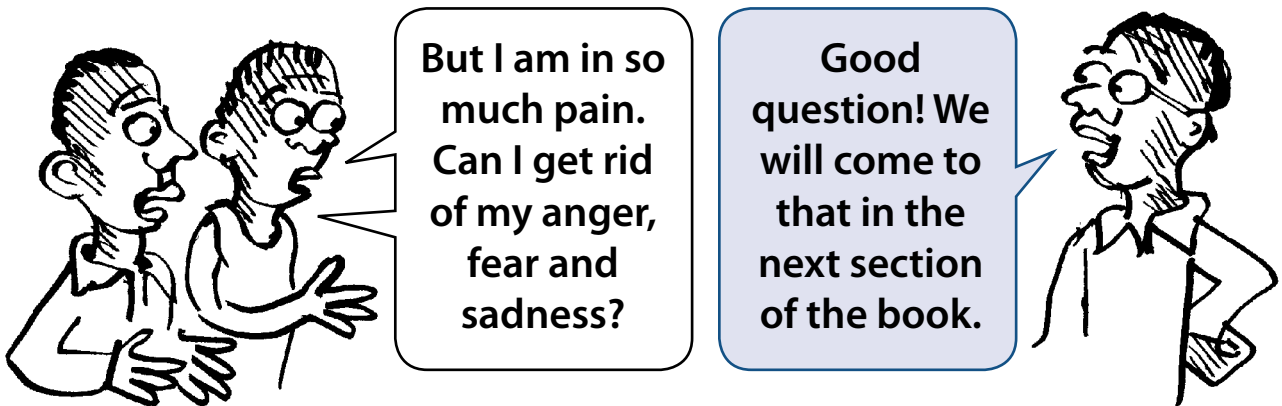 But I am in so
much pain.
Can I get rid
of my anger,
fear and
sadness?
Good
question! We
will come to
that in the
next section
of the book.